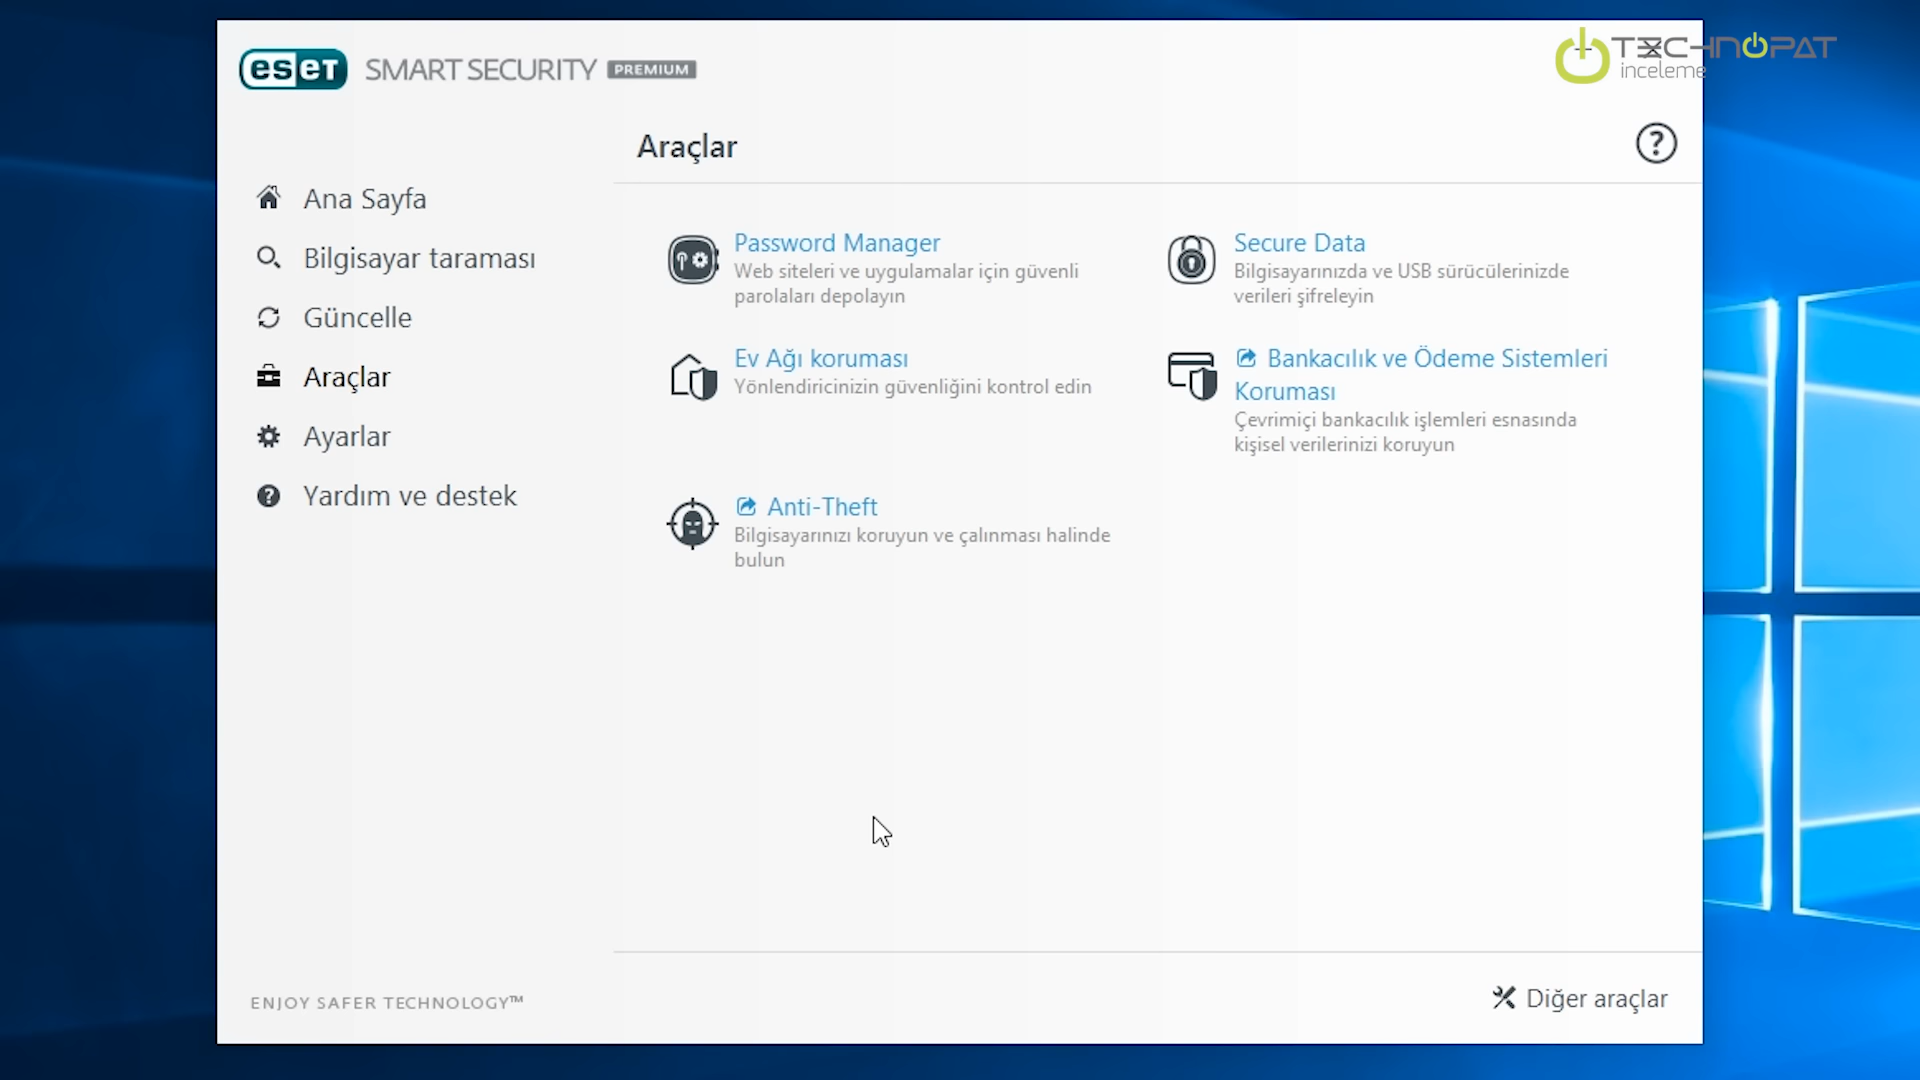 eset SMART SECURITY PREMIUM
TECHNOPAT
inceleme
Araçlar
Ana Sayfa
Bilgisayar taraması
Güncelle
Araçlar
Ayarlar
Yardım ve destek
Password Manager
Web siteleri ve uygulamalar için güvenli
parolaları depolayın
Secure Data
Bilgisayarınızda ve USB sürücülerinizde
verileri şifreleyin
Ev Ağı koruması
Yönlendiricinizin güvenliğini kontrol edin
Bankacılık ve Ödeme Sistemleri
Koruması
Çevrimiçi bankacılık işlemleri esnasında
kişisel verilerinizi koruyun
Anti-Theft
Bilgisayarınızı koruyun ve çalınması halinde
bulun
ENJOY SAFER TECHNOLOGY™
Diğer araçlar